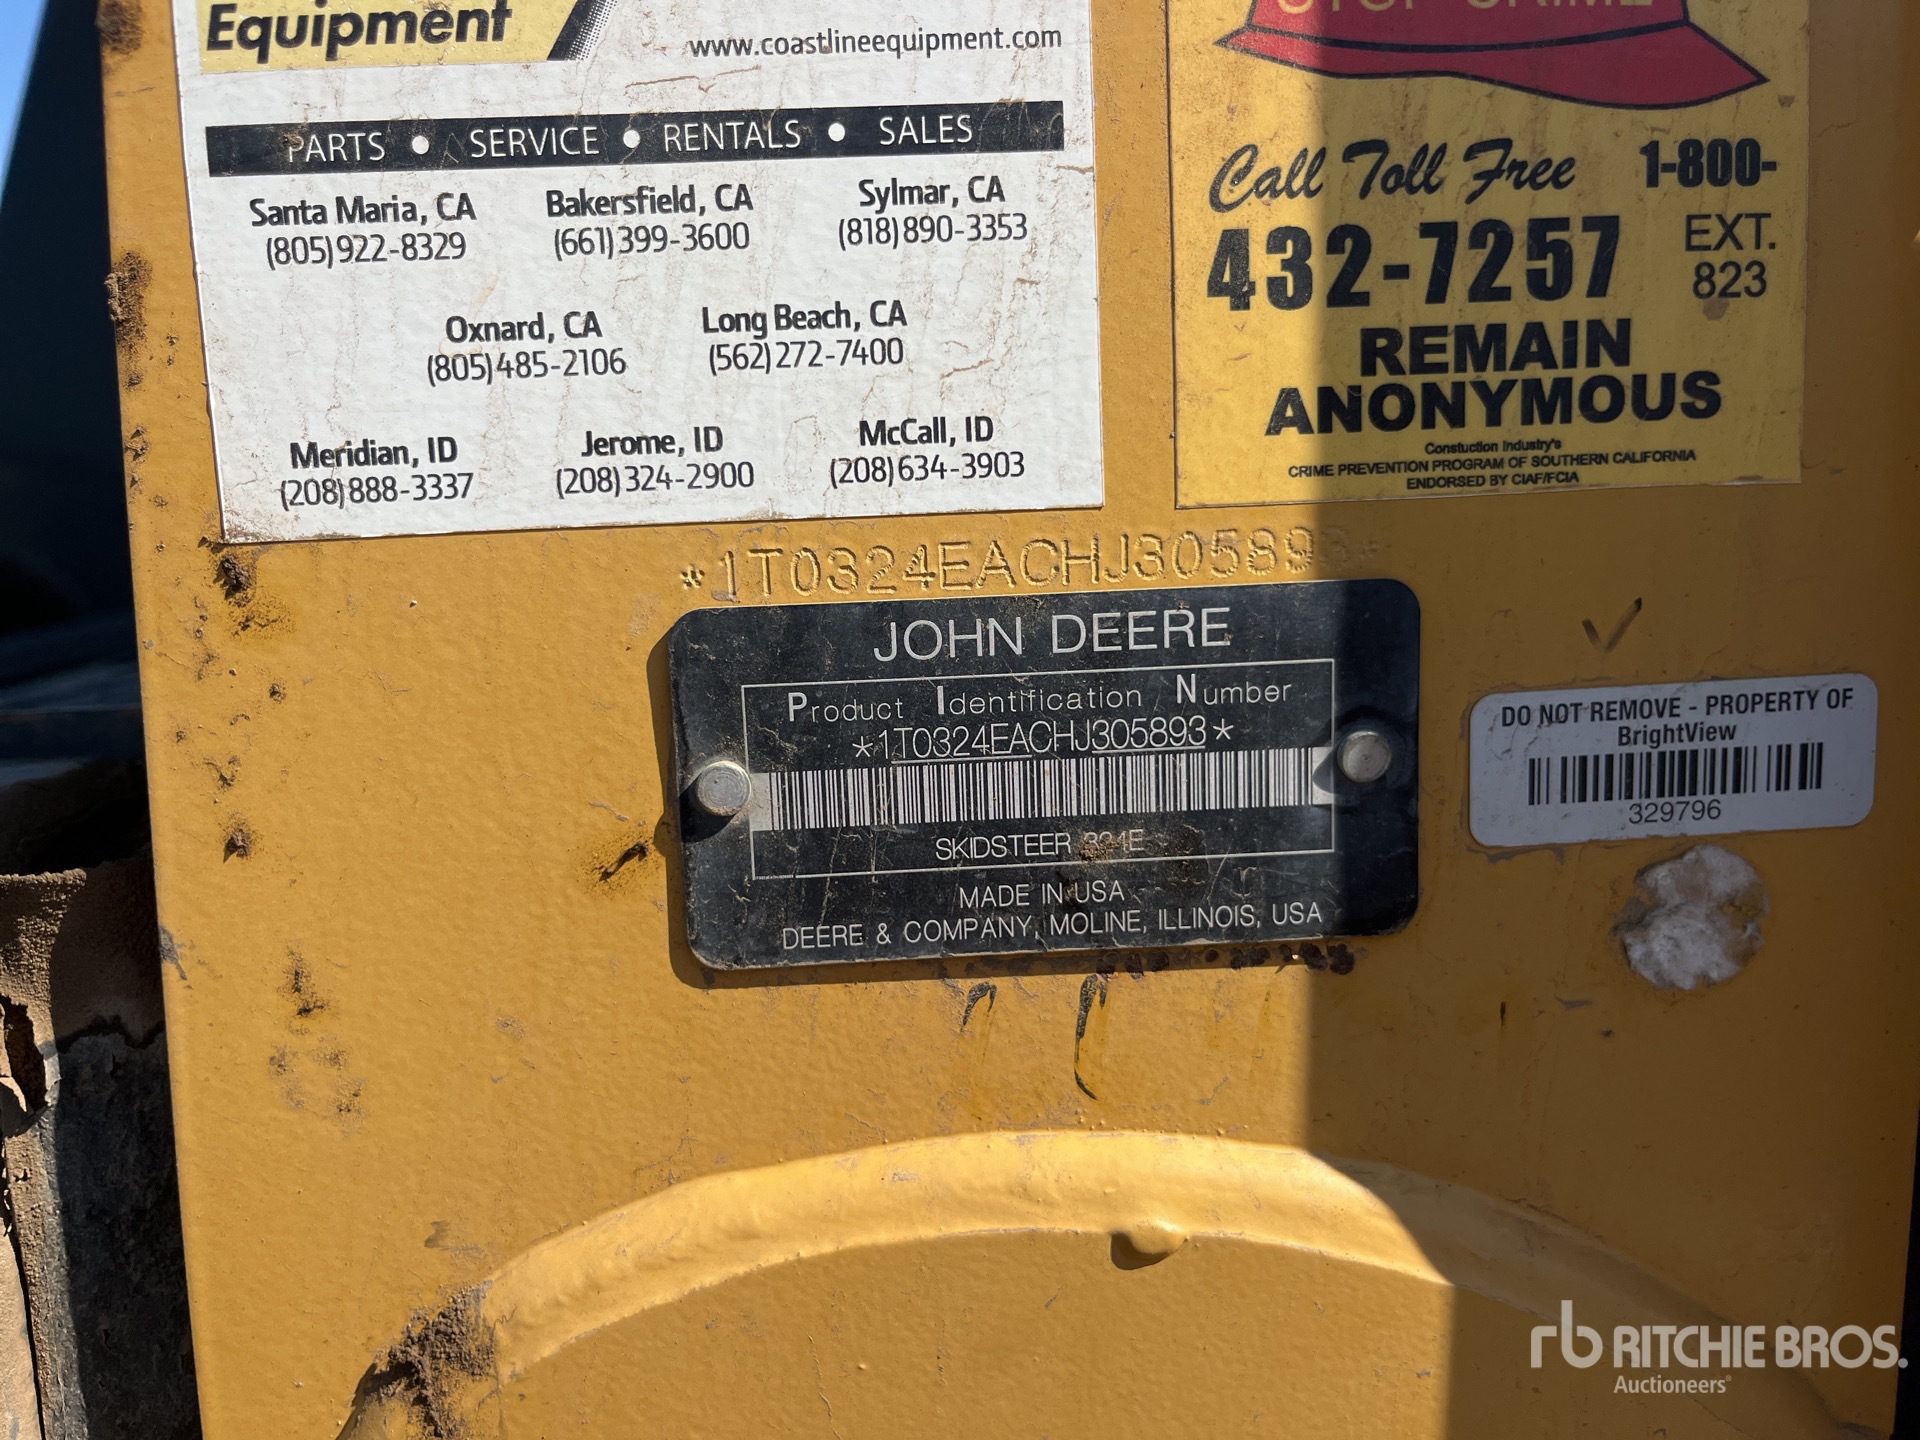 Equipment
www.coastlineequipment.com
PARTS • SERVICE • RENTALS • SALES
Santa Maria, CA
(805)922-8329
Bakersfield, CA
(661)399-3600
Sylmar, CA
(818)890-3353
Oxnard, CA
(805)485-2106
Long Beach, CA
(562)272-7400
Meridian, ID
(208)888-3337
Jerome, ID
(208)324-2900
McCall, ID
(208)634-3903
STOP CRIME
Call Toll Free 1-800-
432-7257 EXT. 823
REMAIN
ANONYMOUS
Constuction Industry's
CRIME PREVENTION PROGRAM OF SOUTHERN CALIFORNIA
ENDORSED BY CIAF/FCIA
*1T0324EACHJ305893*
JOHN DEERE
Product Identification Number
*1T0324EACHJ305893*
SKIDSTEER 324E
MADE IN USA
DEERE & COMPANY, MOLINE, ILLINOIS, USA
DO NOT REMOVE - PROPERTY OF
BrightView
329796
rb RITCHIE BROS.
Auctioneers